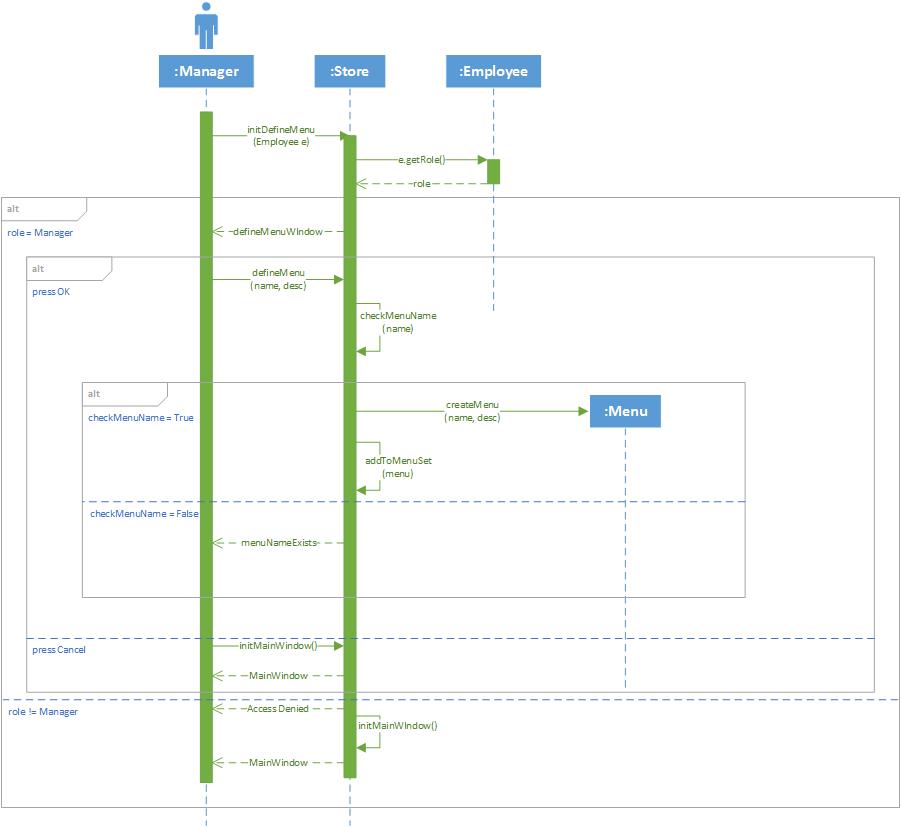 :Manager
:Store
:Employee
initDefineMenu
(Employee e)
e.getRole()
role
alt
role = Manager
defineMenuWIndow
alt
press OK
defineMenu
(name, desc)
checkMenuName
(name)
alt
checkMenuName = True
createMenu
(name, desc)
:Menu
addToMenuSet
(menu)
checkMenuName = False
menuNameExists
press Cancel
initMainWindow()
MainWindow
role != Manager
Access Denied
initMainWIndow()
MainWindow